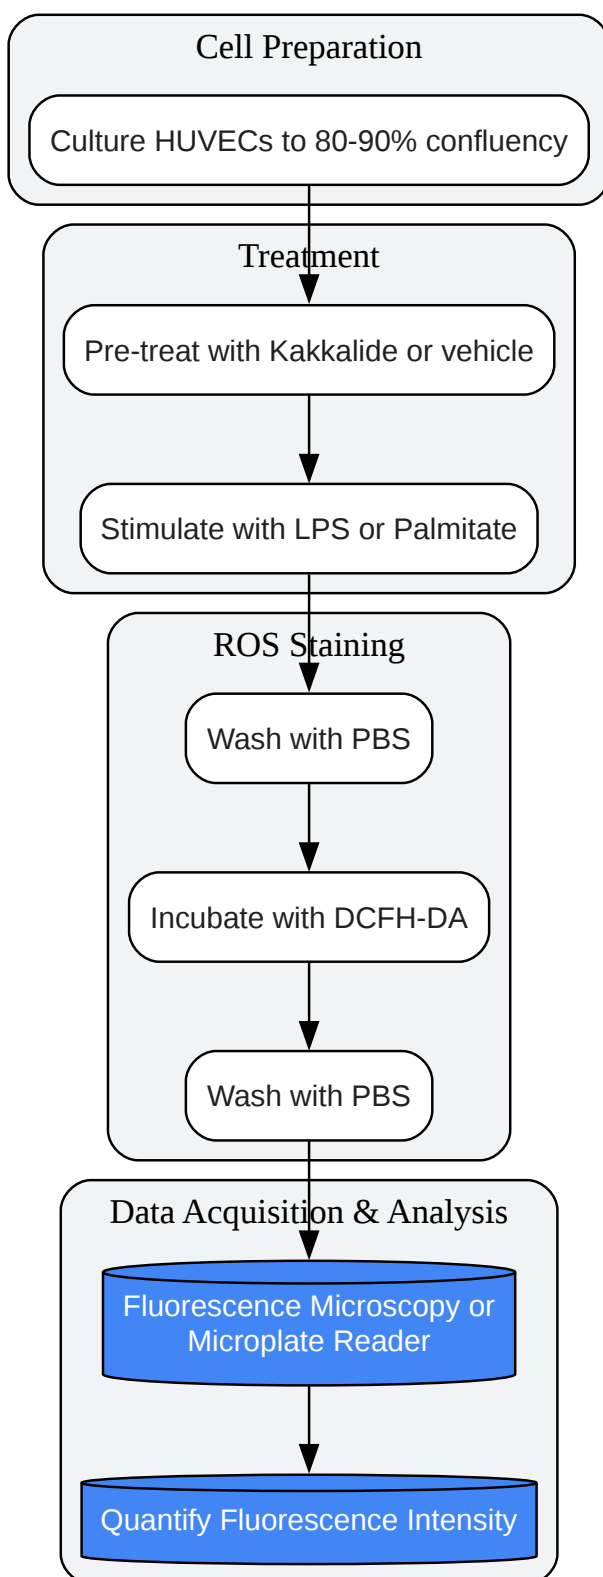 Cell Preparation
Culture HUVECs to 80-90% confluency
Treatment
Pre-treat with Kakkalide or vehicle
Stimulate with LPS or Palmitate
ROS Staining
Wash with PBS
Incubate with DCFH-DA
Wash with PBS
Data Acquisition & Analysis
Fluorescence Microscopy or
Microplate Reader
Quantify Fluorescence Intensity